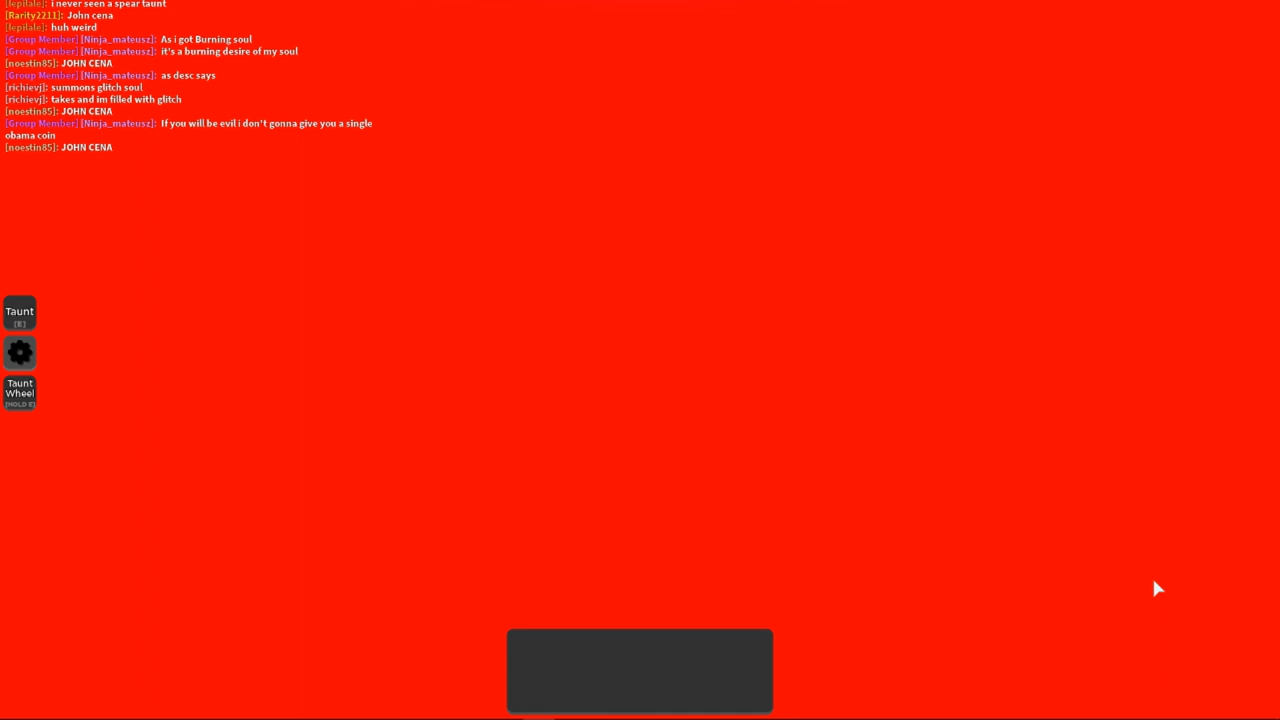 [lepitale]: i never seen a spear taunt
[Rarity2211]: John cena
[lepitale]: huh weird
[Group Member] [Ninja_mateusz]: As i got Burning soul
[Group Member] [Ninja_mateusz]: it's a burning desire of my soul
[noestin85]: JOHN CENA
[Group Member] [Ninja_mateusz]: as desc says
[richievj]: summons glitch soul
[richievj]: takes and im filled with glitch
[noestin85]: JOHN CENA
[Group Member] [Ninja_mateusz]: If you will be evil i don't gonna give you a single
obama coin
[noestin85]: JOHN CENA
Taunt
[E]
Taunt
Wheel
[HOLD E]